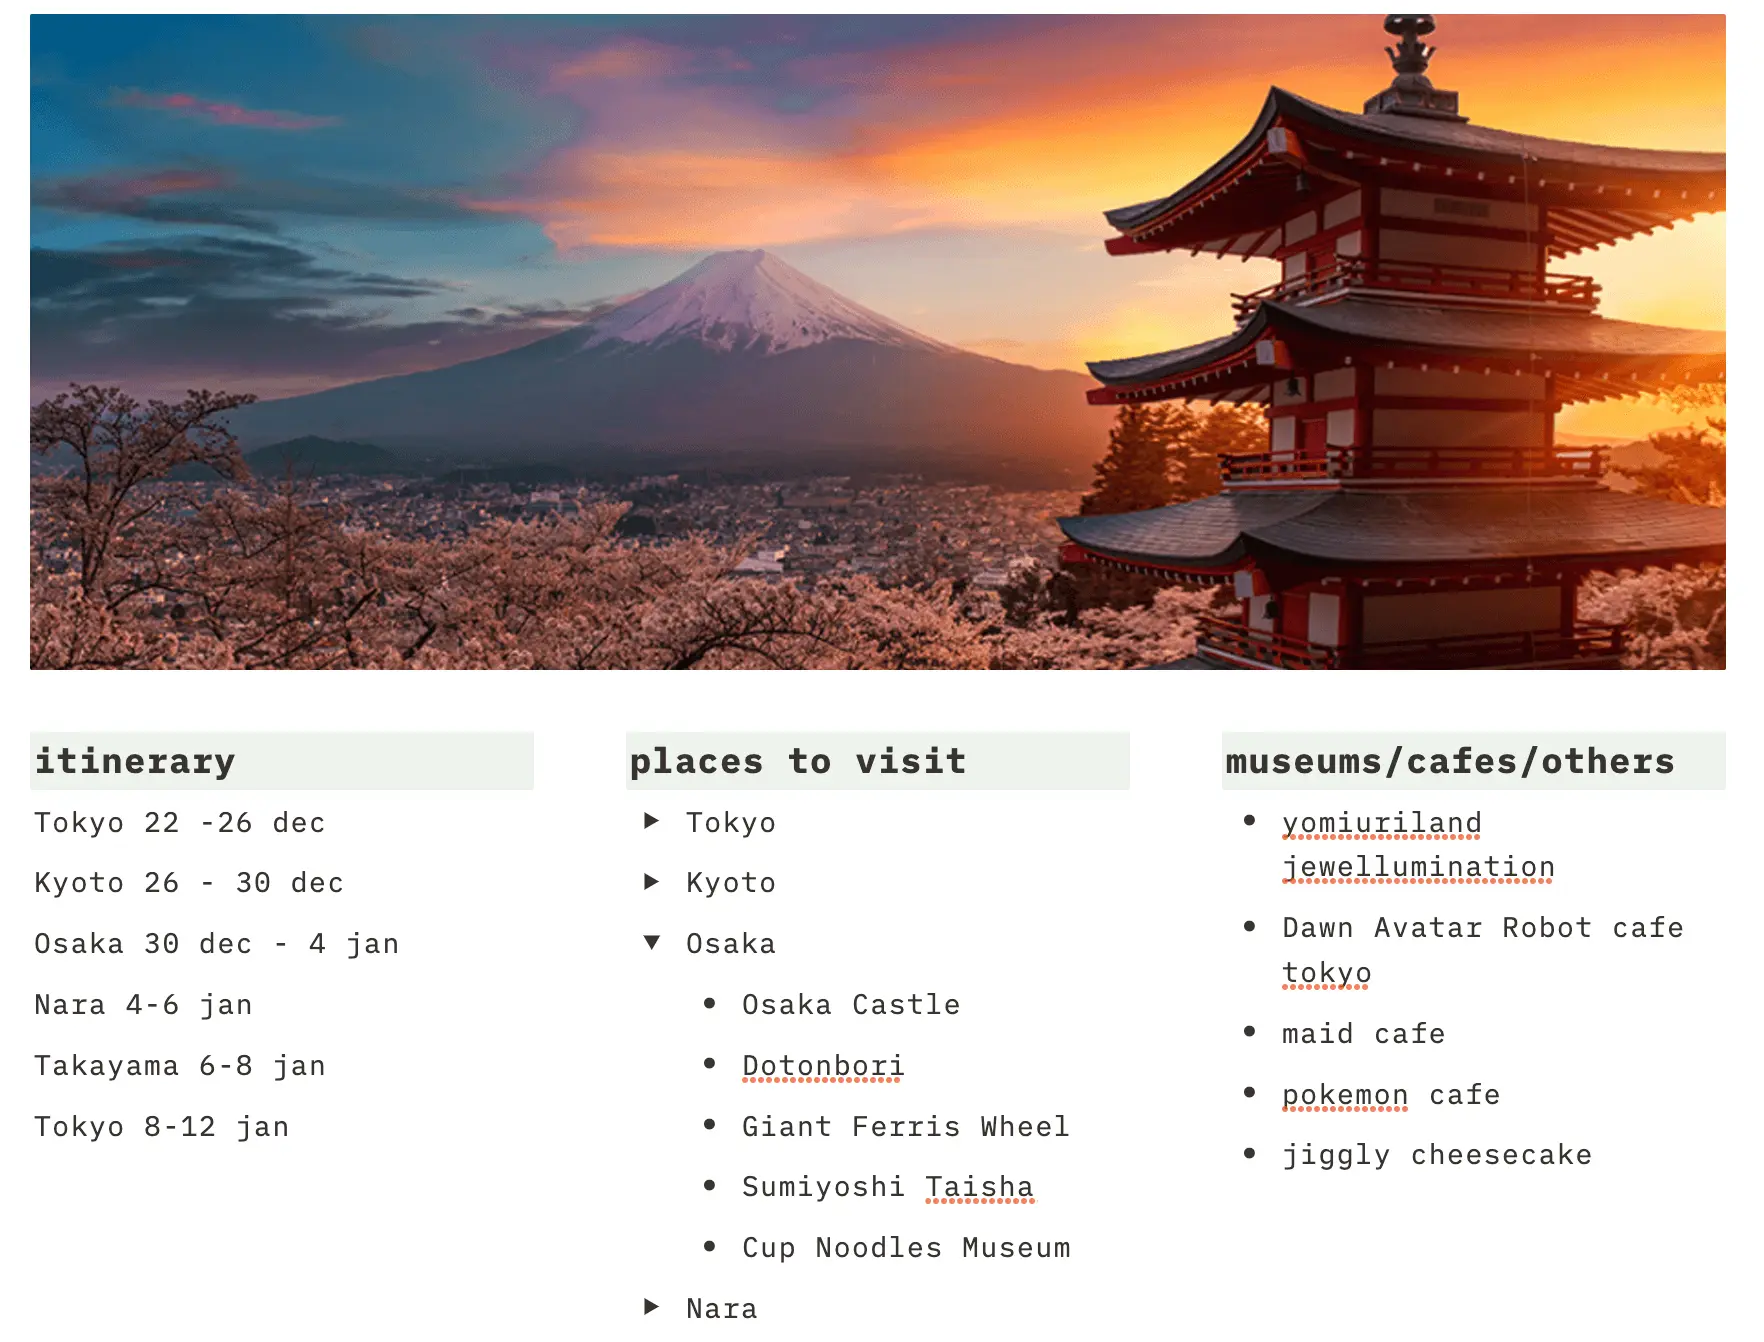 itinerary
Tokyo 22 -26 dec
Kyoto 26 - 30 dec
Osaka 30 dec - 4 jan
Nara 4-6 jan
Takayama 6-8 jan
Tokyo 8-12 jan
places to visit
Tokyo
Kyoto
Osaka
Osaka Castle
Dotonbori
Giant Ferris Wheel
Sumiyoshi Taisha
Cup Noodles Museum
Nara
museums/cafes/others
yomiuriland
jewellumination
Dawn Avatar Robot cafe
tokyo
maid cafe
pokemon cafe
jiggly cheesecake